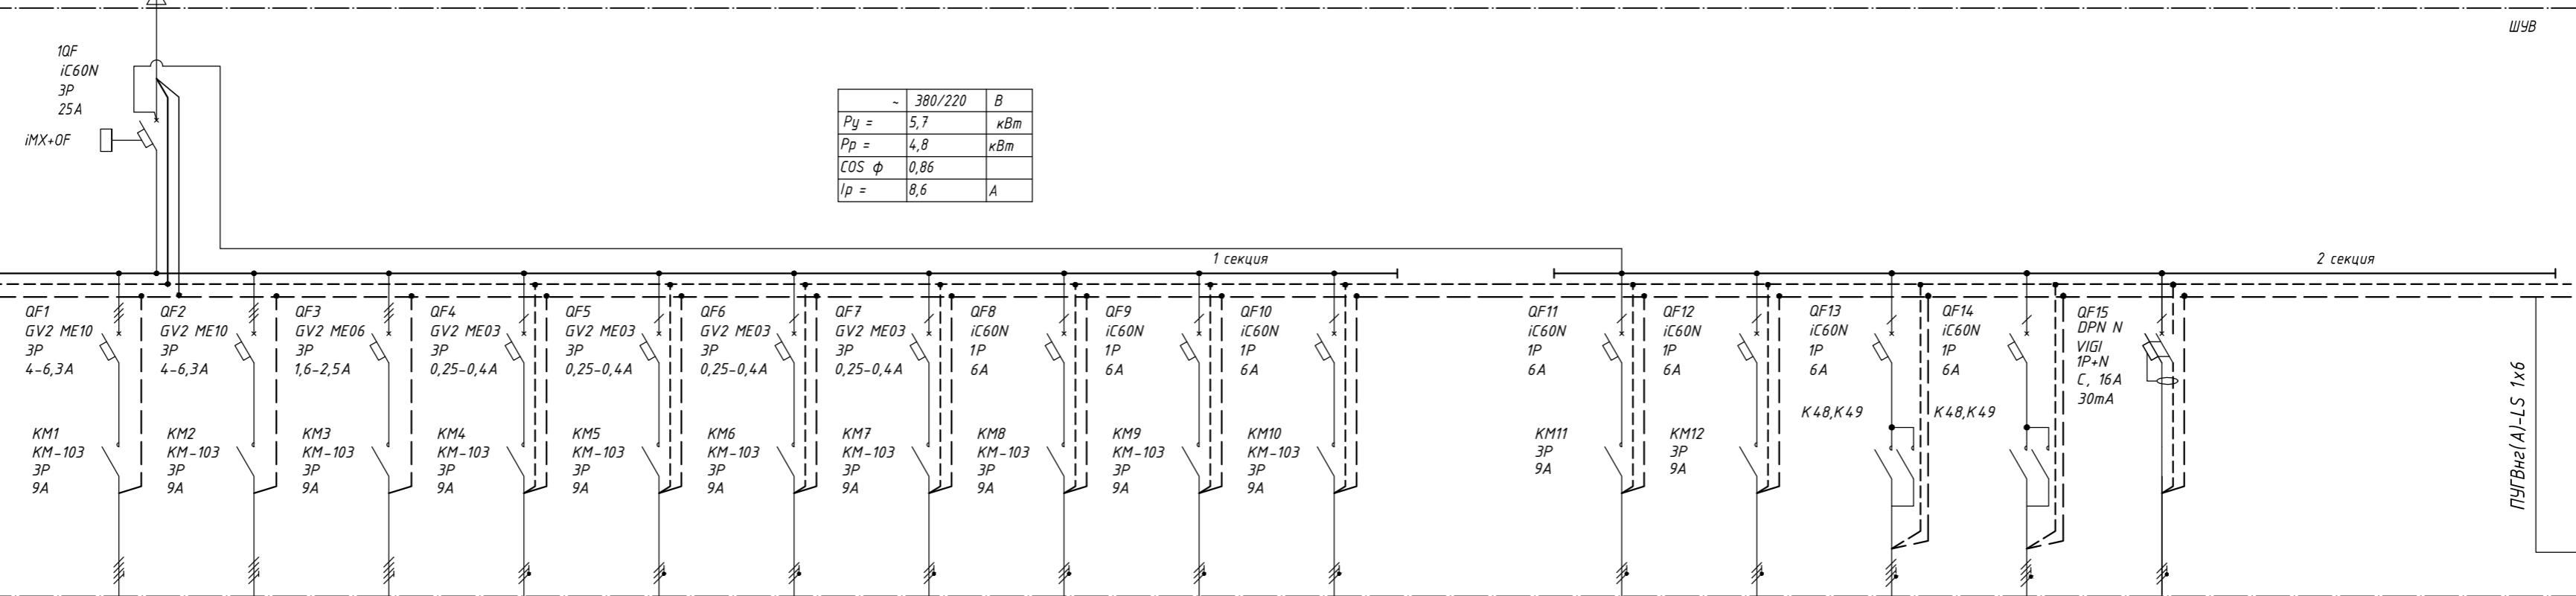 ШУВ
1QF
iC60N
3P
25A
iMX+OF
~ 380/220 В
Ру = 5,7 кВт
Рр = 4,8 кВт
COS ф 0,86
Iр = 8,6 А
1 секция
2 секция
QF1
GV2 ME10
3P
4-6,3A
QF2
GV2 ME10
3P
4-6,3A
QF3
GV2 ME06
3P
1,6-2,5A
QF4
GV2 ME03
3P
0,25-0,4A
QF5
GV2 ME03
3P
0,25-0,4A
QF6
GV2 ME03
3P
0,25-0,4A
QF7
GV2 ME03
3P
0,25-0,4A
QF8
iC60N
1P
6A
QF9
iC60N
1P
6A
QF10
iC60N
1P
6A
QF11
iC60N
1P
6A
QF12
iC60N
1P
6A
QF13
iC60N
1P
6A
QF14
iC60N
1P
6A
QF15
DPN N
VIGI
1P+N
C, 16A
30mA
KM1
KM-103
3P
9A
KM2
KM-103
3P
9A
KM3
KM-103
3P
9A
KM4
KM-103
3P
9A
KM5
KM-103
3P
9A
KM6
KM-103
3P
9A
KM7
KM-103
3P
9A
KM8
KM-103
3P
9A
KM9
KM-103
3P
9A
KM10
KM-103
3P
9A
KM11
3P
9A
KM12
3P
9A
K48,K49
K48,K49
ПУГВнг(А)-LS 1х6